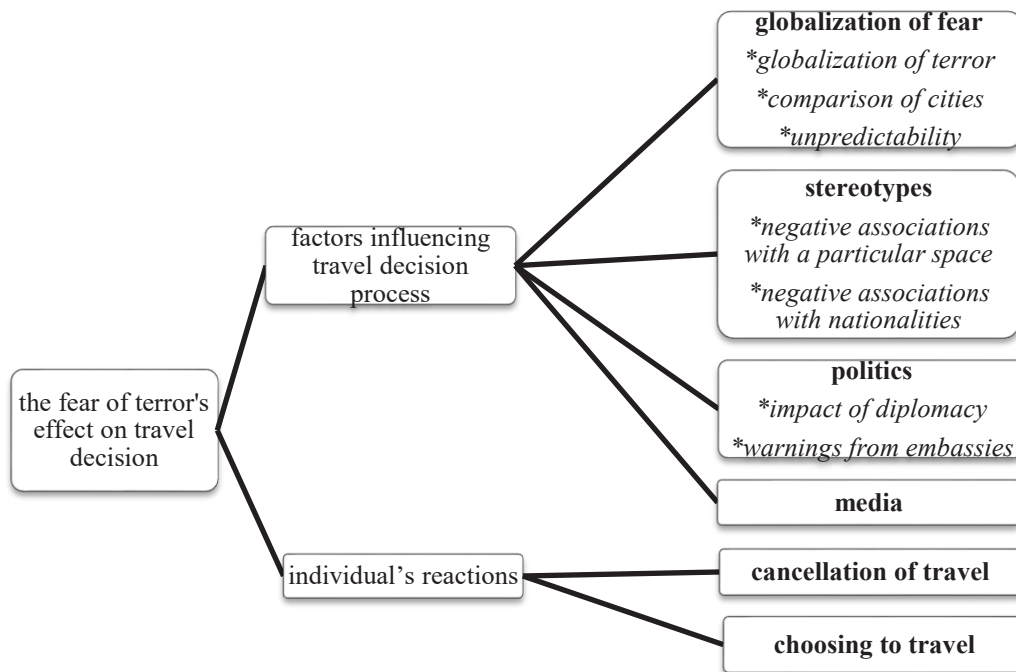 the fear of terror's
effect on travel
decision
factors influencing
travel decision
process
globalization of fear
*globalization of terror
*comparison of cities
*unpredictability
stereotypes
*negative associations
with a particular space
*negative associations
with nationalities
politics
*impact of diplomacy
*warnings from embassies
media
individual’s reactions
cancellation of travel
choosing to travel